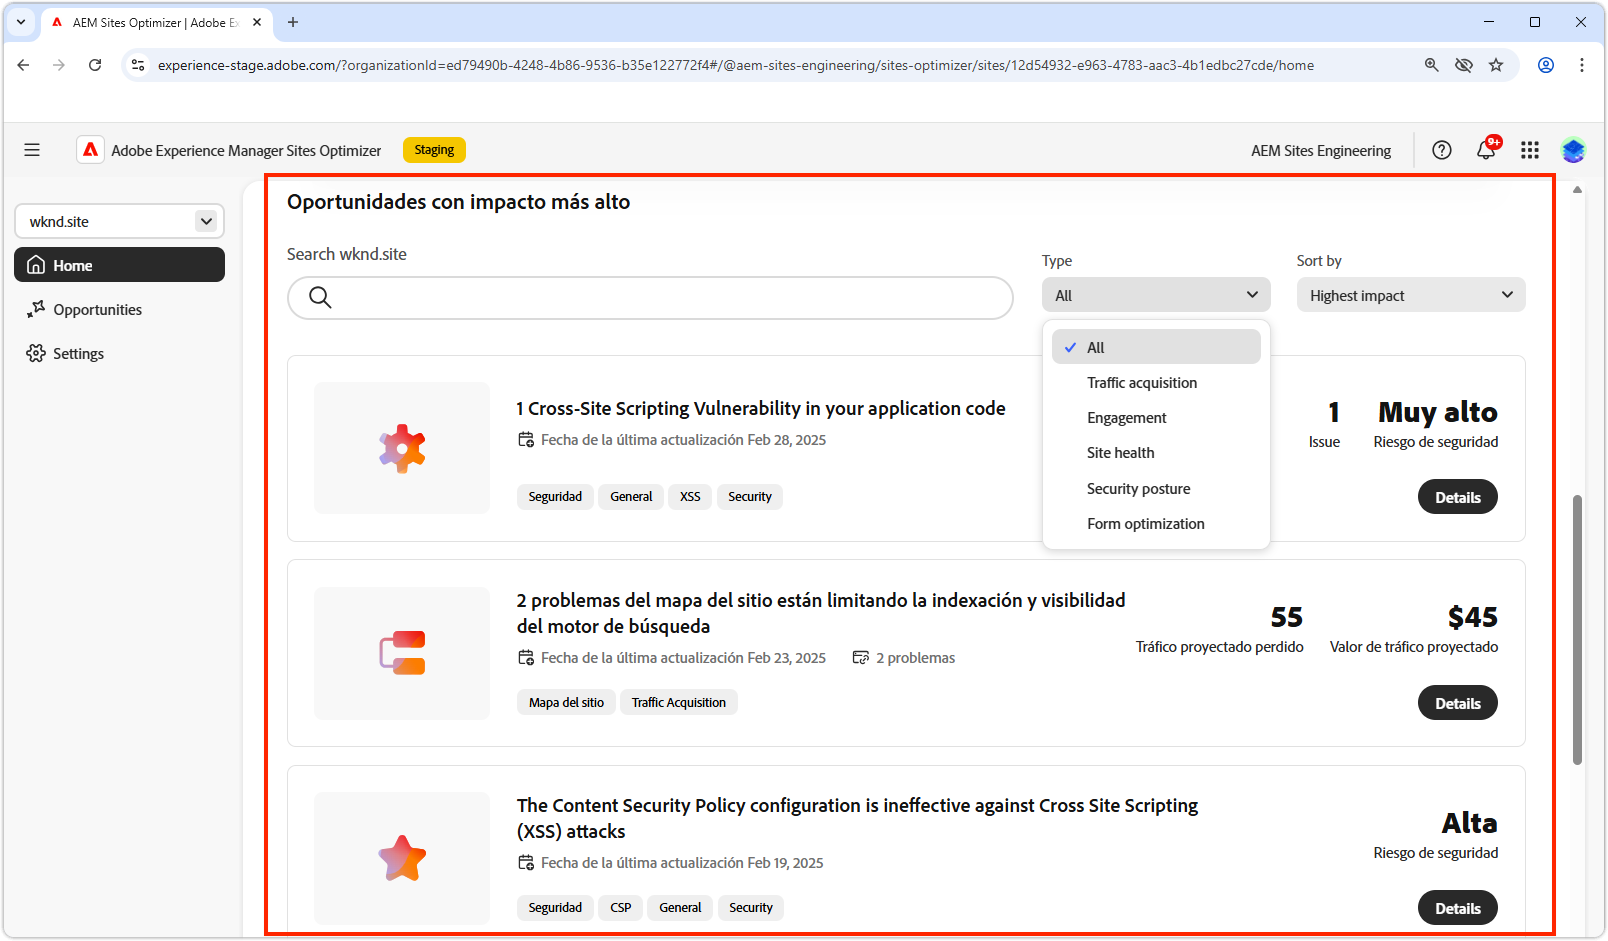 AEM Sites Optimizer | Adobe Ex
experience-stage.adobe.com/?organizationId=ed79490b-4248-4b86-9536-b35e122772f4#/@aem-sites-engineering/sites-optimizer/sites/12d54932-e963-4783-aac3-4b1edbc27cde/home
Adobe Experience Manager Sites Optimizer
Staging
AEM Sites Engineering
9+
wknd.site
Home
Opportunities
Settings
Oportunidades con impacto más alto
Search wknd.site
Type
All
Sort by
Highest impact
All
Traffic acquisition
Engagement
Site health
Security posture
Form optimization
1 Cross-Site Scripting Vulnerability in your application code
Fecha de la última actualización Feb 28, 2025
Seguridad
General
XSS
Security
1
Issue
Muy alto
Riesgo de seguridad
Details
2 problemas del mapa del sitio están limitando la indexación y visibilidad
del motor de búsqueda
Fecha de la última actualización Feb 23, 2025
2 problemas
Mapa del sitio
Traffic Acquisition
55
Tráfico proyectado perdido
$45
Valor de tráfico proyectado
Details
The Content Security Policy configuration is ineffective against Cross Site Scripting
(XSS) attacks
Fecha de la última actualización Feb 19, 2025
Seguridad
CSP
General
Security
Alta
Riesgo de seguridad
Details